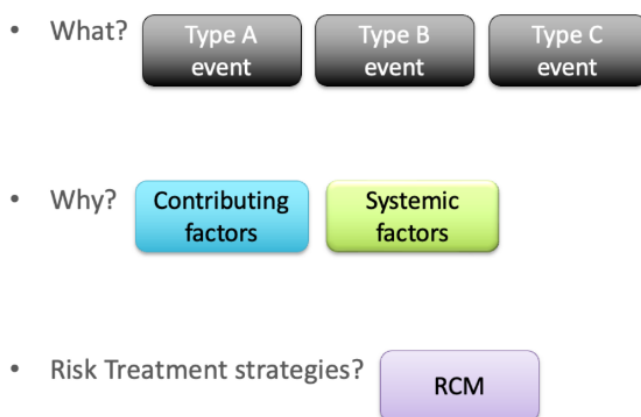 • What?
Type A
event
Type B
event
Type C
event
• Why?
Contributing
factors
Systemic
factors
• Risk Treatment strategies?
RCM